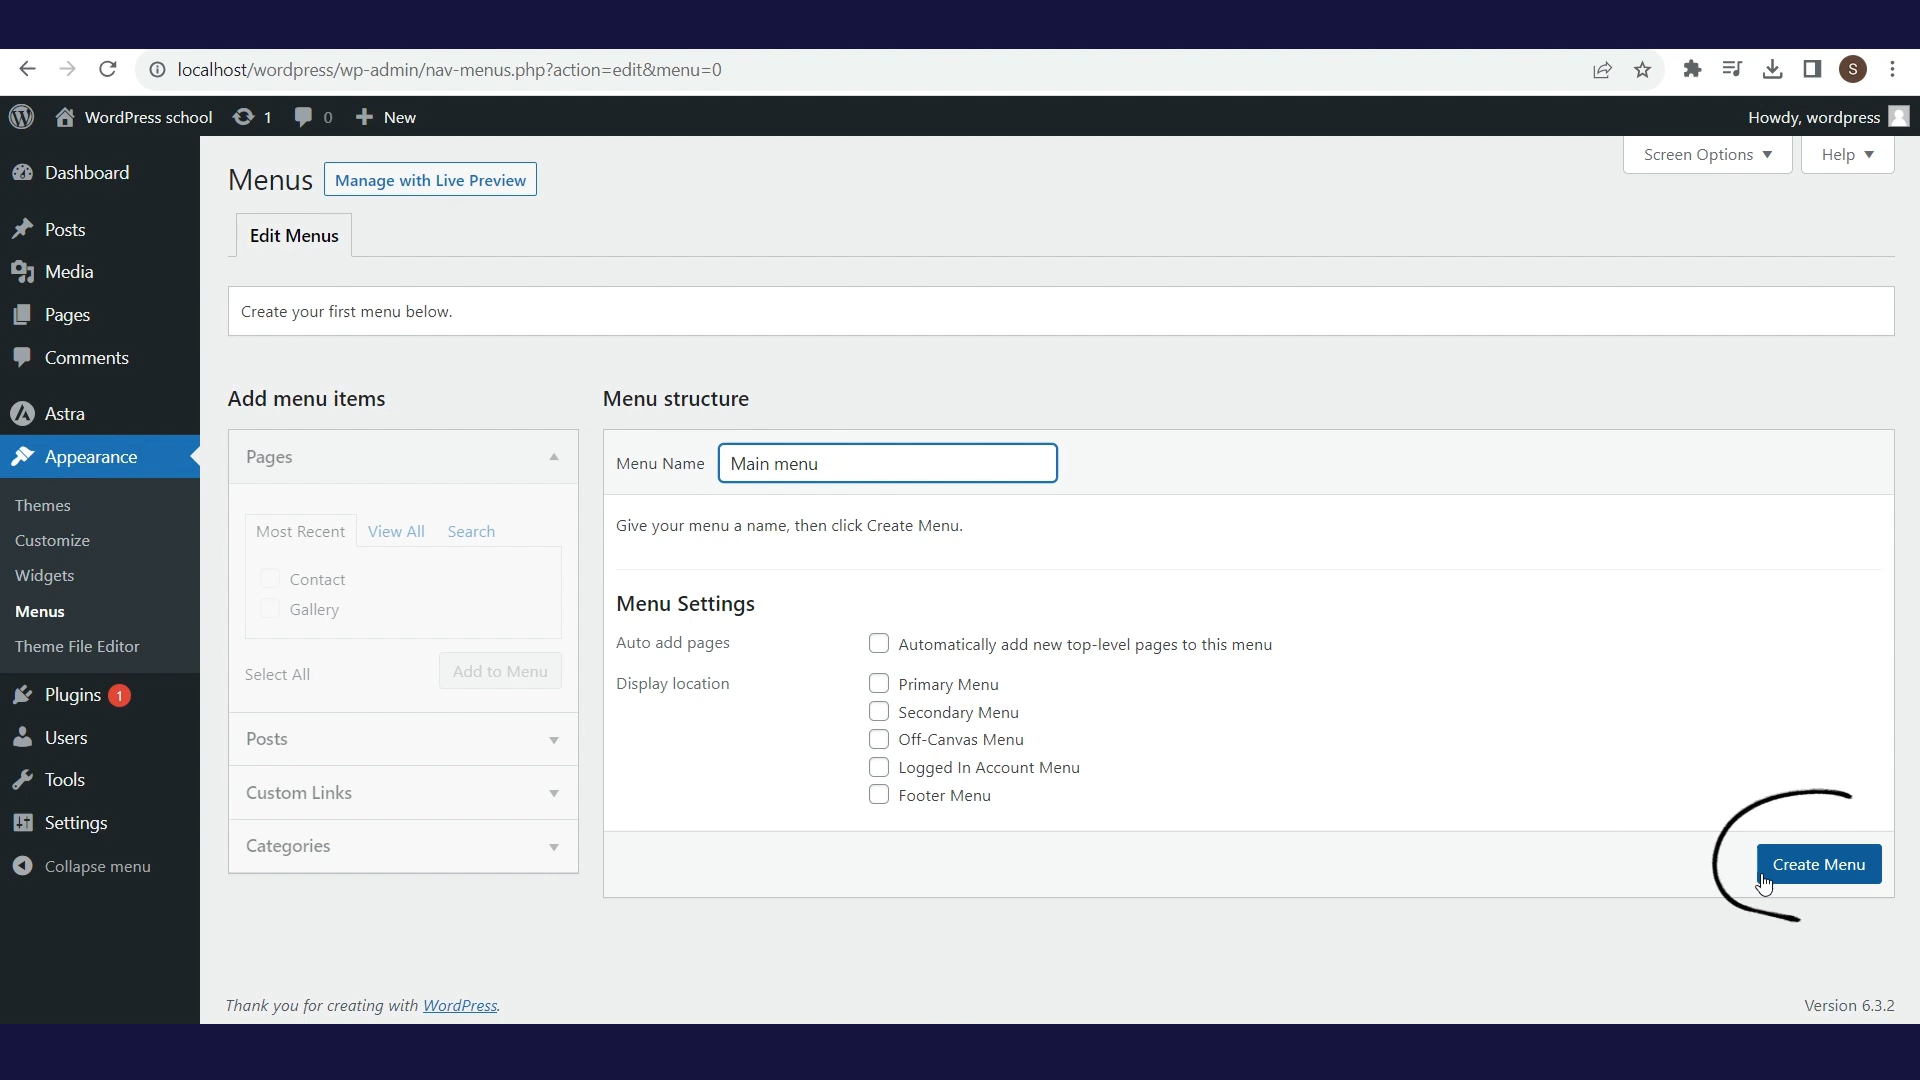 localhost/wordpress/wp-admin/nav-menus.php?action=edit&menu=0
S
WordPress school
1
0
New
Howdy, wordpress
Dashboard
Posts
Media
Pages
Comments
Astra
Appearance
Themes
Customize
Widgets
Menus
Theme File Editor
Plugins 1
Users
Tools
Settings
Collapse menu
Screen Options
Help
Menus
Manage with Live Preview
Edit Menus
Create your first menu below.
Add menu items
Pages
Most Recent
View All
Search
Contact
Gallery
Select All
Add to Menu
Posts
Custom Links
Categories
Menu structure
Menu Name
Main menu
Give your menu a name, then click Create Menu.
Menu Settings
Auto add pages
Automatically add new top-level pages to this menu
Display location
Primary Menu
Secondary Menu
Off-Canvas Menu
Logged In Account Menu
Footer Menu
Create Menu
Thank you for creating with WordPress.
Version 6.3.2